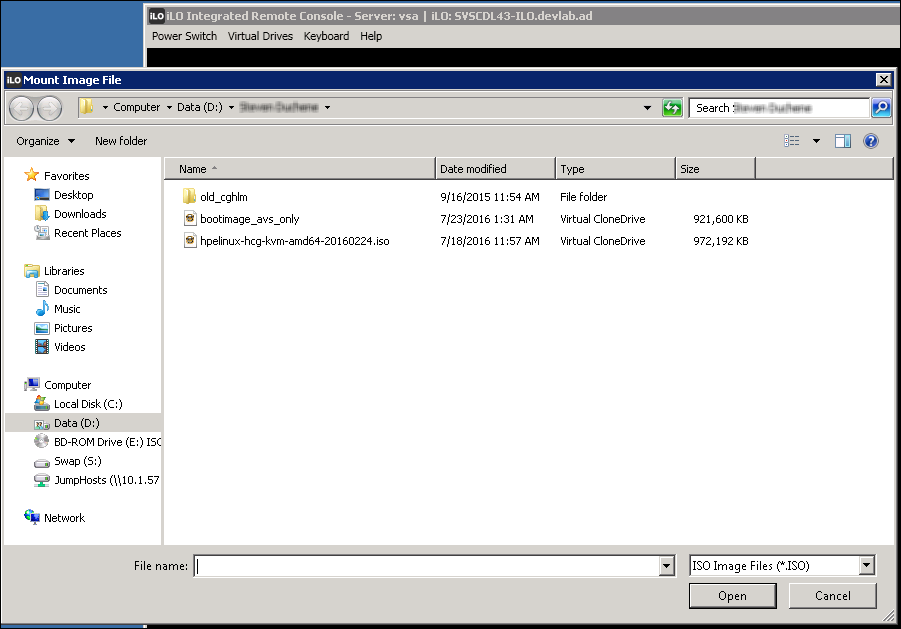 iLO iLO Integrated Remote Console - Server: vsa | iLO: SVSCDL43-ILO.devlab.ad
Power Switch Virtual Drives Keyboard Help
iLO Mount Image File
Computer Data (D:)
Search
Organize New folder
Name Date modified Type Size
old_cghlm 9/16/2015 11:54 AM File folder
bootimage_avs_only 7/23/2016 1:31 AM Virtual CloneDrive 921,600 KB
hpelinux-hcg-kvm-amd64-20160224.iso 7/18/2016 11:57 AM Virtual CloneDrive 972,192 KB
Favorites
Desktop
Downloads
Recent Places
Libraries
Documents
Music
Pictures
Videos
Computer
Local Disk (C:)
Data (D:)
BD-ROM Drive (E:) ISO
Swap (S:)
JumpHosts (\\10.1.57
Network
File name:
ISO Image Files (*.ISO)
Open Cancel